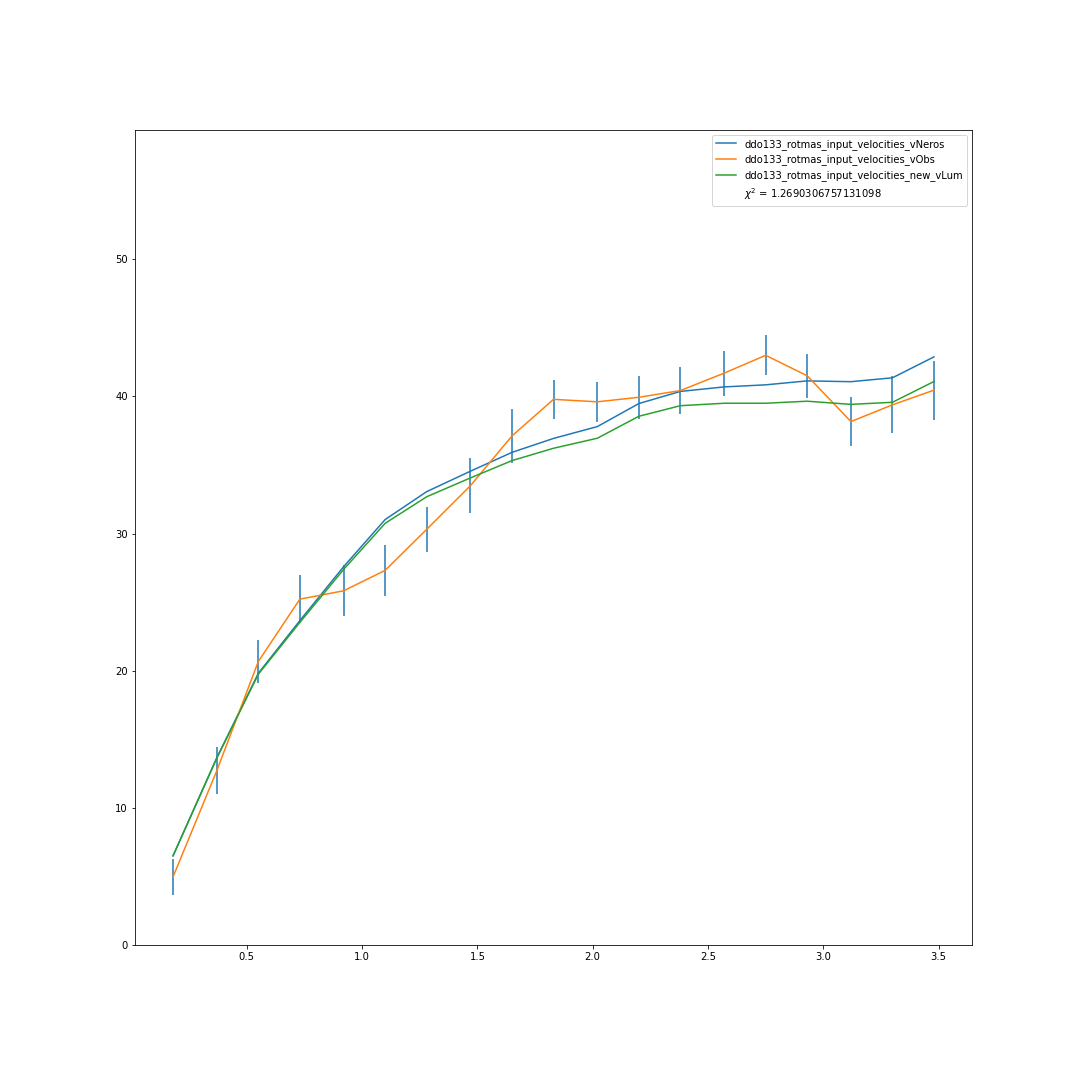 ddo133_rotmas_input_velocities_vNeros
ddo133_rotmas_input_velocities_vObs
ddo133_rotmas_input_velocities_new_vLum
χ² = 1.2690306757131098
50
40
30
20
10
0
0.5 1.0 1.5 2.0 2.5 3.0 3.5